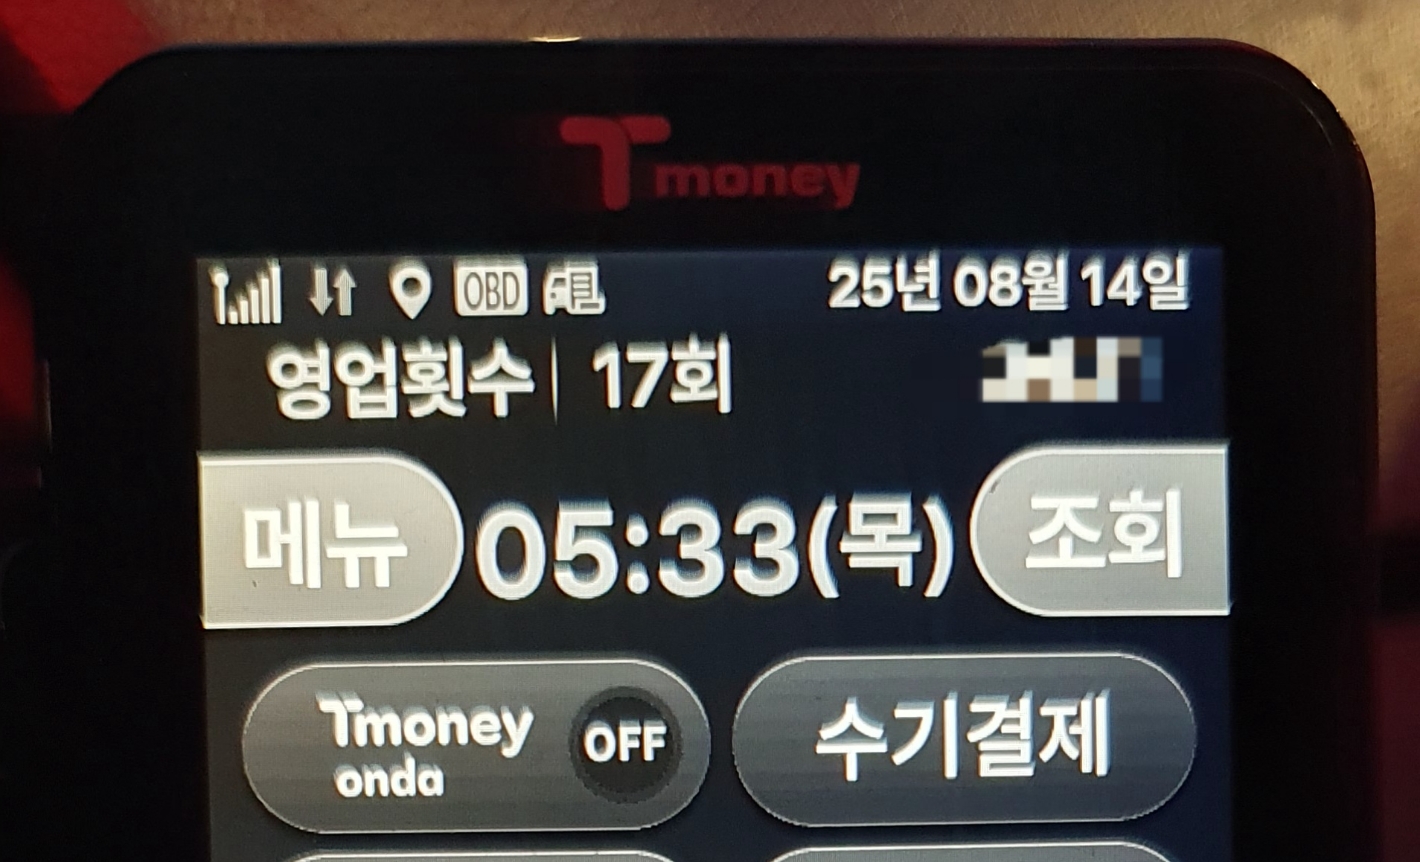 Tmoney
OBD 25년 08월 14일
영업횟수 17회
메뉴 05:33(목) 조회
Tmoney onda OFF 수기결제